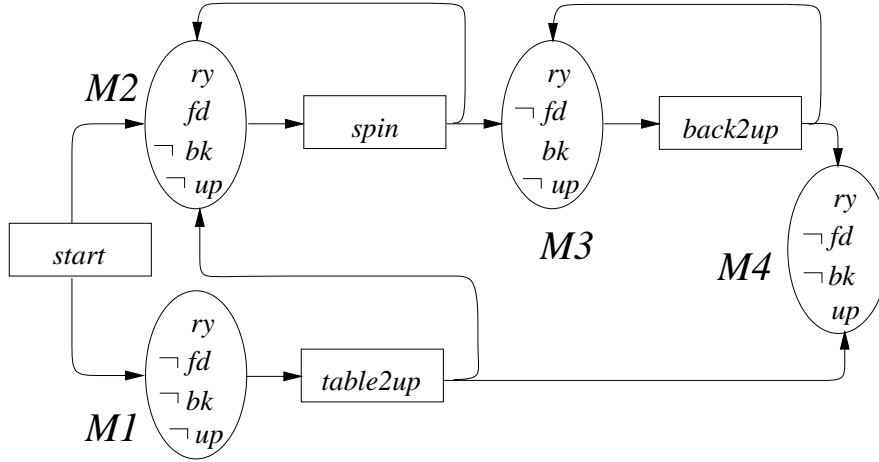 M2
ry
fd
¬ bk
¬ up
spin
ry
¬ fd
bk
¬ up
M3
back2up
start
ry
¬ fd
¬ bk
up
M4
ry
¬ fd
¬ bk
¬ up
M1
table2up